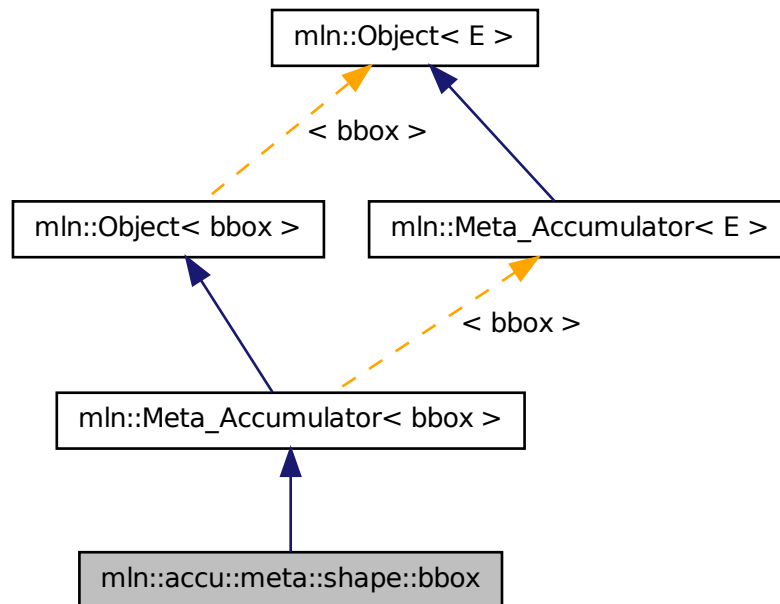 mln::Object< E >
< bbox >
mln::Object< bbox >
mln::Meta_Accumulator< E >
< bbox >
mln::Meta_Accumulator< bbox >
mln::accu::meta::shape::bbox